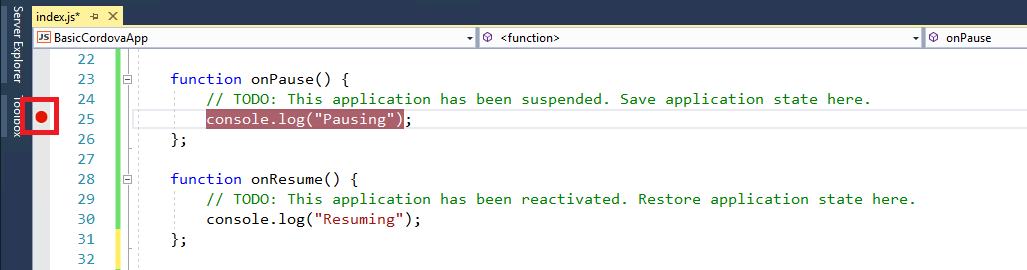 index.js*
Server Explorer
Toolbox
JS BasicCordovaApp
<function>
onPause
22
23 function onPause() {
24 // TODO: This application has been suspended. Save application state here.
25 console.log("Pausing");
26 };
27
28 function onResume() {
29 // TODO: This application has been reactivated. Restore application state here.
30 console.log("Resuming");
31 };
32